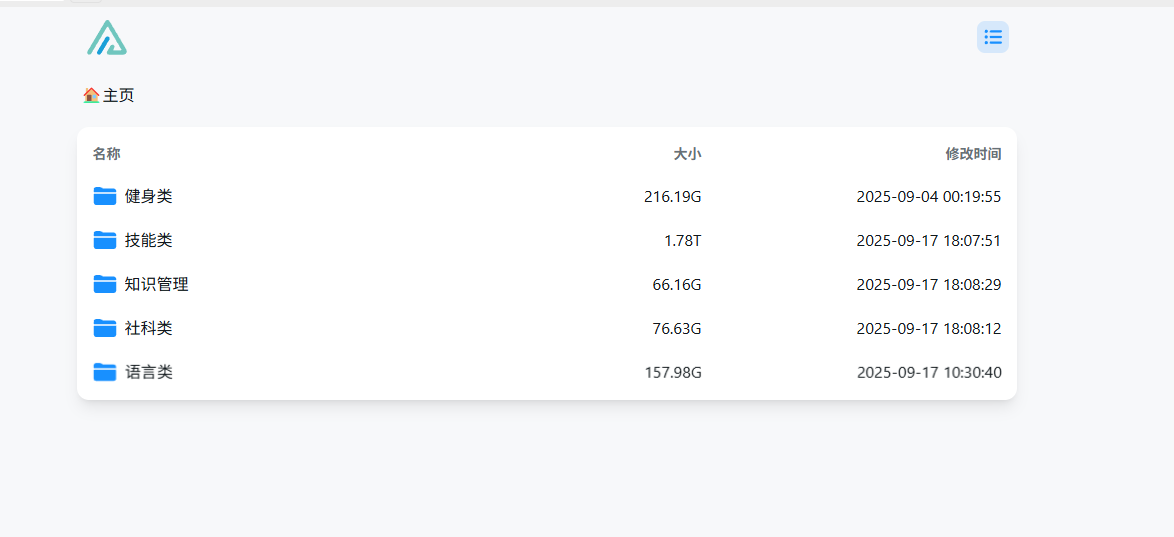 主页
名称 大小 修改时间
健身类 216.19G 2025-09-04 00:19:55
技能类 1.78T 2025-09-17 18:07:51
知识管理 66.16G 2025-09-17 18:08:29
社科类 76.63G 2025-09-17 18:08:12
语言类 157.98G 2025-09-17 10:30:40